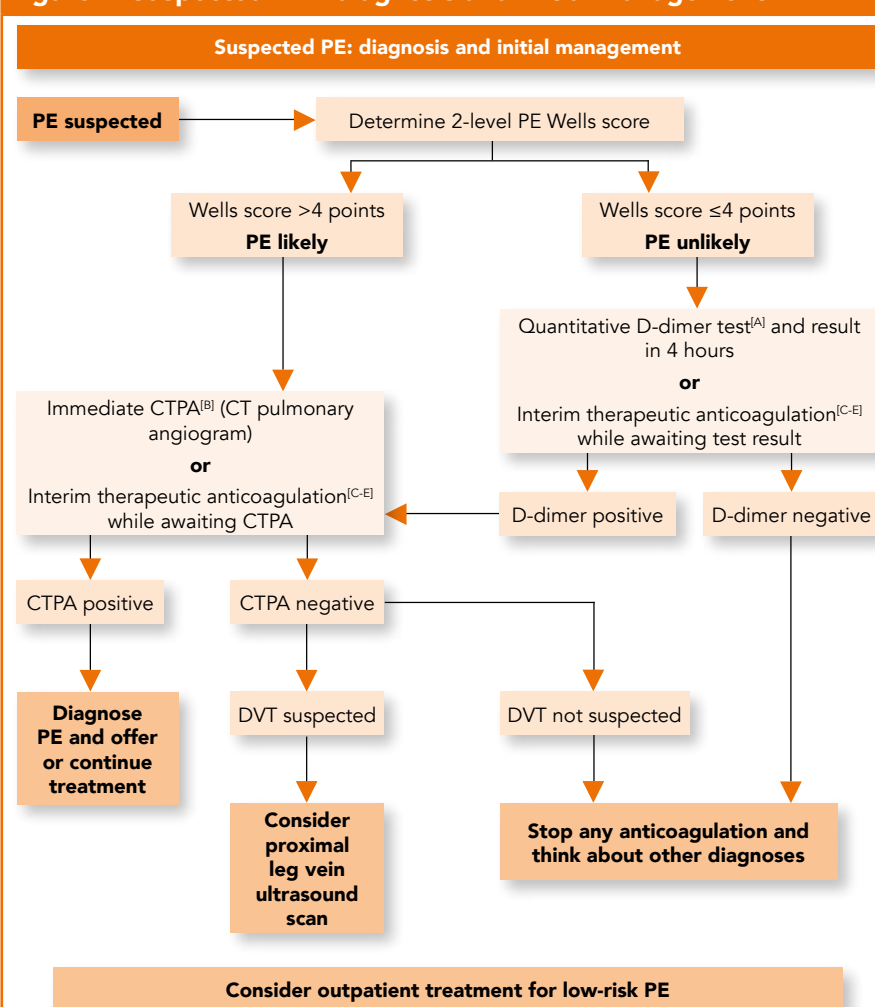 Suspected PE: diagnosis and initial management
PE suspected
Determine 2-level PE Wells score
Wells score >4 points
PE likely
Wells score ≤4 points
PE unlikely
Quantitative D-dimer test[A] and result
in 4 hours
or
Interim therapeutic anticoagulation[C-E]
while awaiting test result
Immediate CTPA[B] (CT pulmonary
angiogram)
or
Interim therapeutic anticoagulation[C-E]
while awaiting CTPA
D-dimer positive
D-dimer negative
CTPA positive
CTPA negative
Diagnose
PE and offer
or continue
treatment
DVT suspected
DVT not suspected
Consider
proximal
leg vein
ultrasound
scan
Stop any anticoagulation and
think about other diagnoses
Consider outpatient treatment for low-risk PE